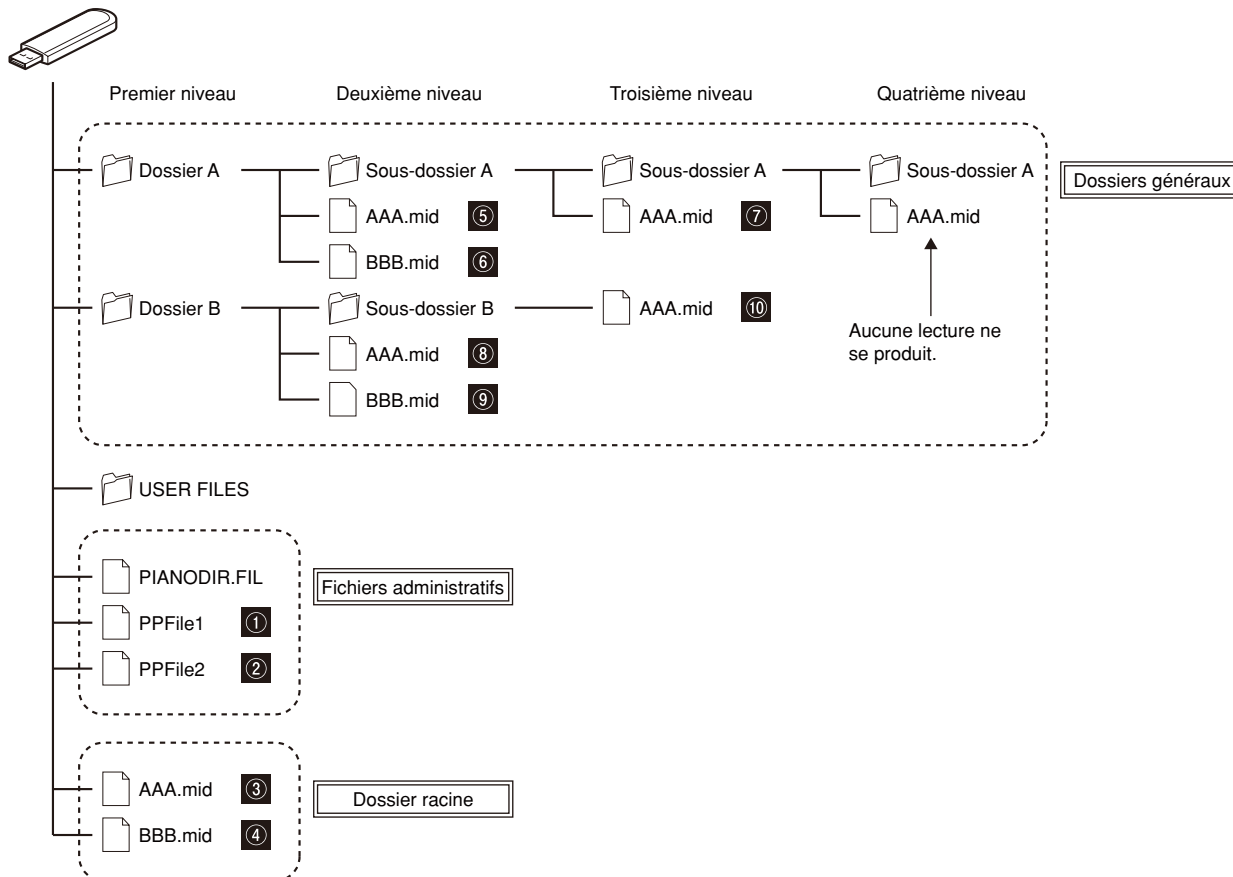 Premier niveau Deuxième niveau Troisième niveau Quatrième niveau
Dossier A Sous-dossier A Sous-dossier A Sous-dossier A
Dossiers généraux
AAA.mid ⑤ AAA.mid ⑦ AAA.mid
BBB.mid ⑥
Dossier B Sous-dossier B AAA.mid ⑩
Aucune lecture ne
se produit.
AAA.mid ⑧
BBB.mid ⑨
USER FILES
PIANODIR.FIL
Fichiers administratifs
PPFile1 ①
PPFile2 ②
AAA.mid ③
Dossier racine
BBB.mid ④